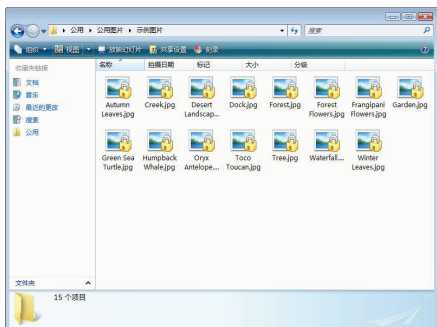 公用 公用图片 示例图片
搜索
组织 视图 放映幻灯片 共享设置 刻录
收藏夹链接
名称 拍摄日期 标记 大小 分级
文档
音乐
最近的更改
搜索
公用
Autumn Leaves.jpg
Creek.jpg
Desert Landscap...
Dock.jpg
Forest.jpg
Forest Flowers.jpg
Frangipani Flowers.jpg
Garden.jpg
Green Sea Turtle.jpg
Humpback Whale.jpg
Oryx Antelope...
Toco Toucan.jpg
Tree.jpg
Waterfall....
Winter Leaves.jpg
文件夹
15 个项目